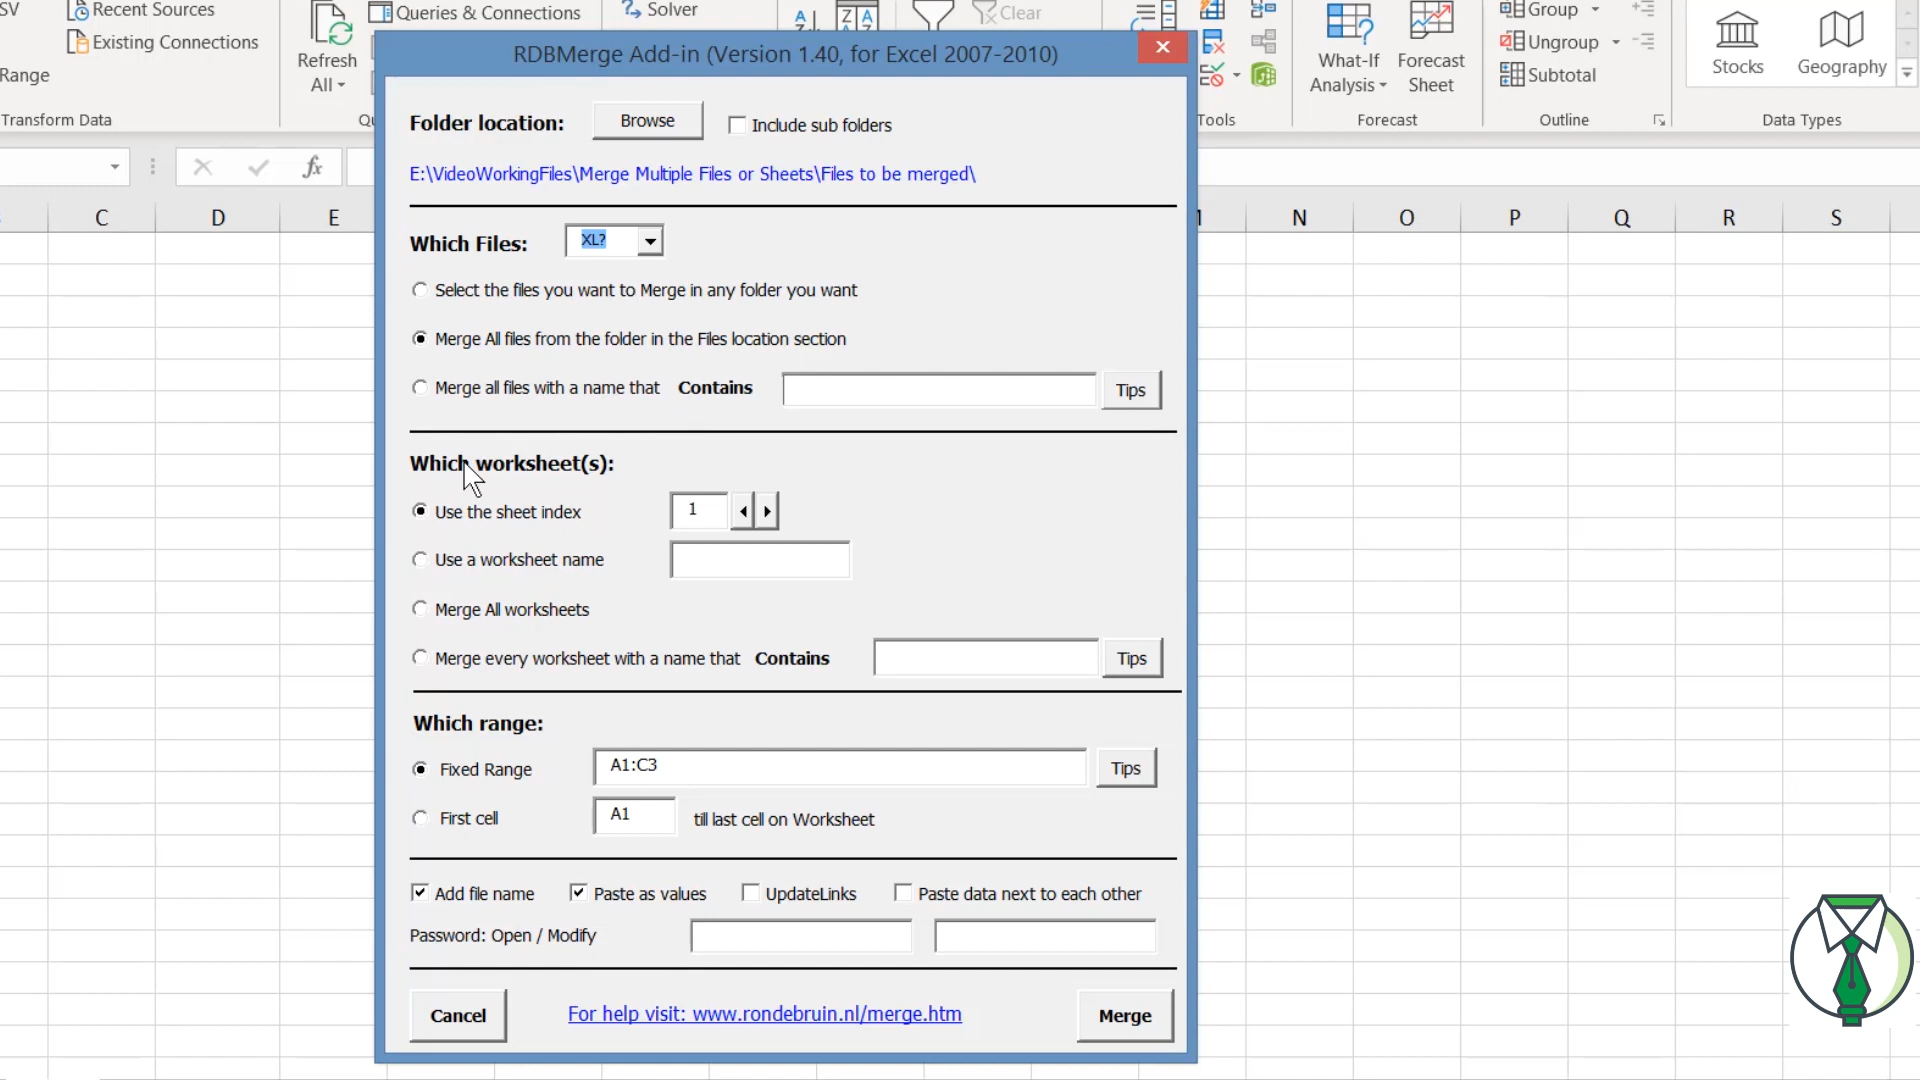 SV
Recent Sources
Existing Connections
Range
Transform Data
Refresh
All
Queries & Connections
Solver
Clear
What-If
Analysis
Forecast
Sheet
Forecast
Tools
Group
Ungroup
Subtotal
Outline
Stocks
Geography
Data Types
fx
C D E N O P Q R S
RDBMerge Add-in (Version 1.40, for Excel 2007-2010)
Folder location: Browse Include sub folders
E:\VideoWorkingFiles\Merge Multiple Files or Sheets\Files to be merged\
Which Files: XL?
Select the files you want to Merge in any folder you want
Merge All files from the folder in the Files location section
Merge all files with a name that Contains Tips
Which worksheet(s):
Use the sheet index 1
Use a worksheet name
Merge All worksheets
Merge every worksheet with a name that Contains Tips
Which range:
Fixed Range A1:C3 Tips
First cell A1 till last cell on Worksheet
Add file name Paste as values UpdateLinks Paste data next to each other
Password: Open / Modify
Cancel For help visit: www.rondebruin.nl/merge.htm Merge